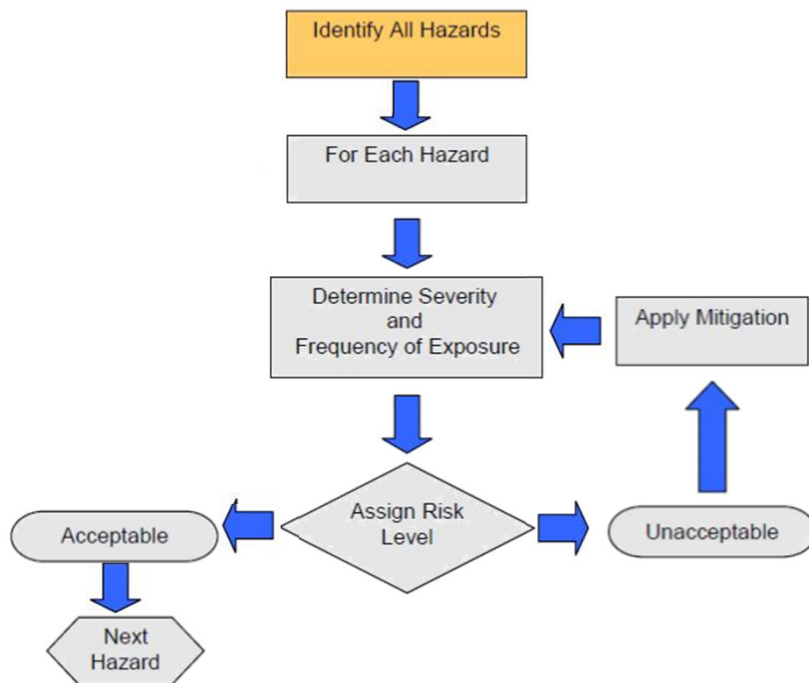 Identify All Hazards
For Each Hazard
Determine Severity
and
Frequency of Exposure
Apply Mitigation
Assign Risk
Level
Acceptable
Unacceptable
Next
Hazard